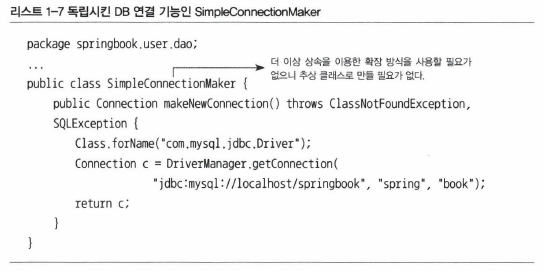 리스트 1-7 독립시킨 DB 연결 기능인 SimpleConnectionMaker
package springbook.user.dao;
...
더 이상 상속을 이용한 확장 방식을 사용할 필요가
없으니 추상 클래스로 만들 필요가 없다.
public class SimpleConnectionMaker {
public Connection makeNewConnection() throws ClassNotFoundException,
SQLException {
Class.forName("com.mysql.jdbc.Driver");
Connection c = DriverManager.getConnection(
"jdbc:mysql://localhost/springbook", "spring", "book");
return c;
}
}